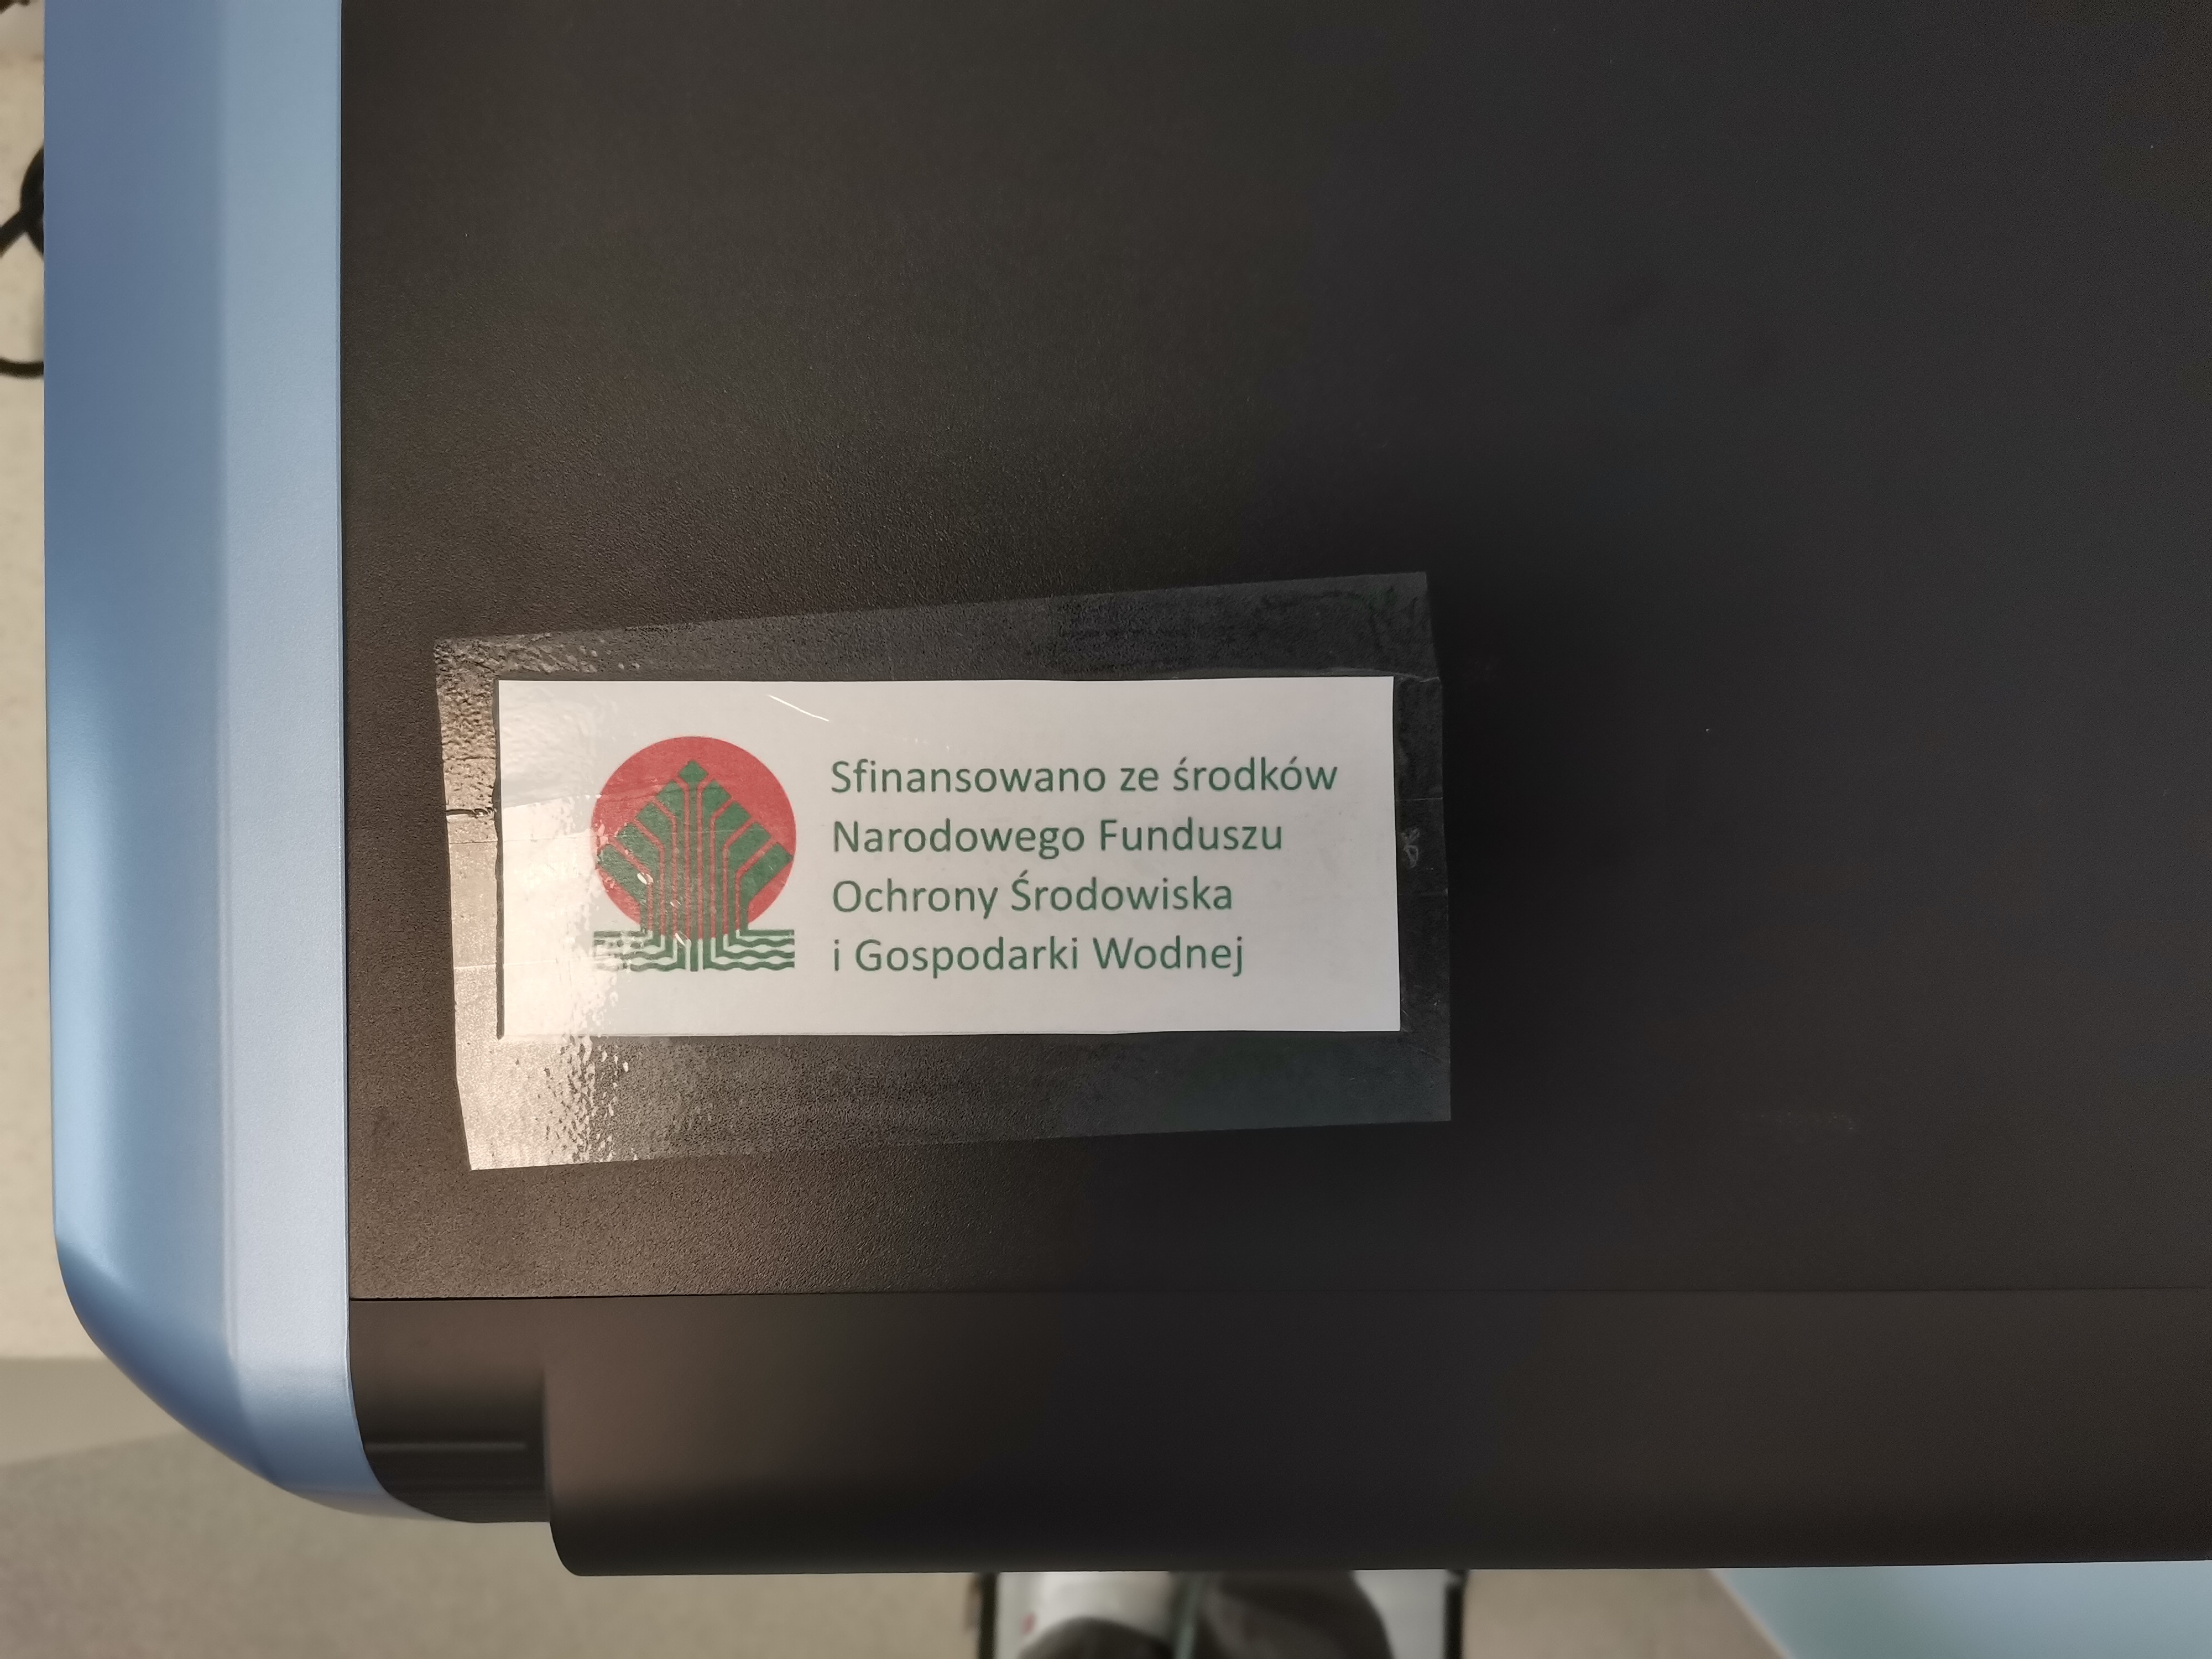 Sfinansowano ze środków
Narodowego Funduszu
Ochrony Środowiska
i Gospodarki Wodnej